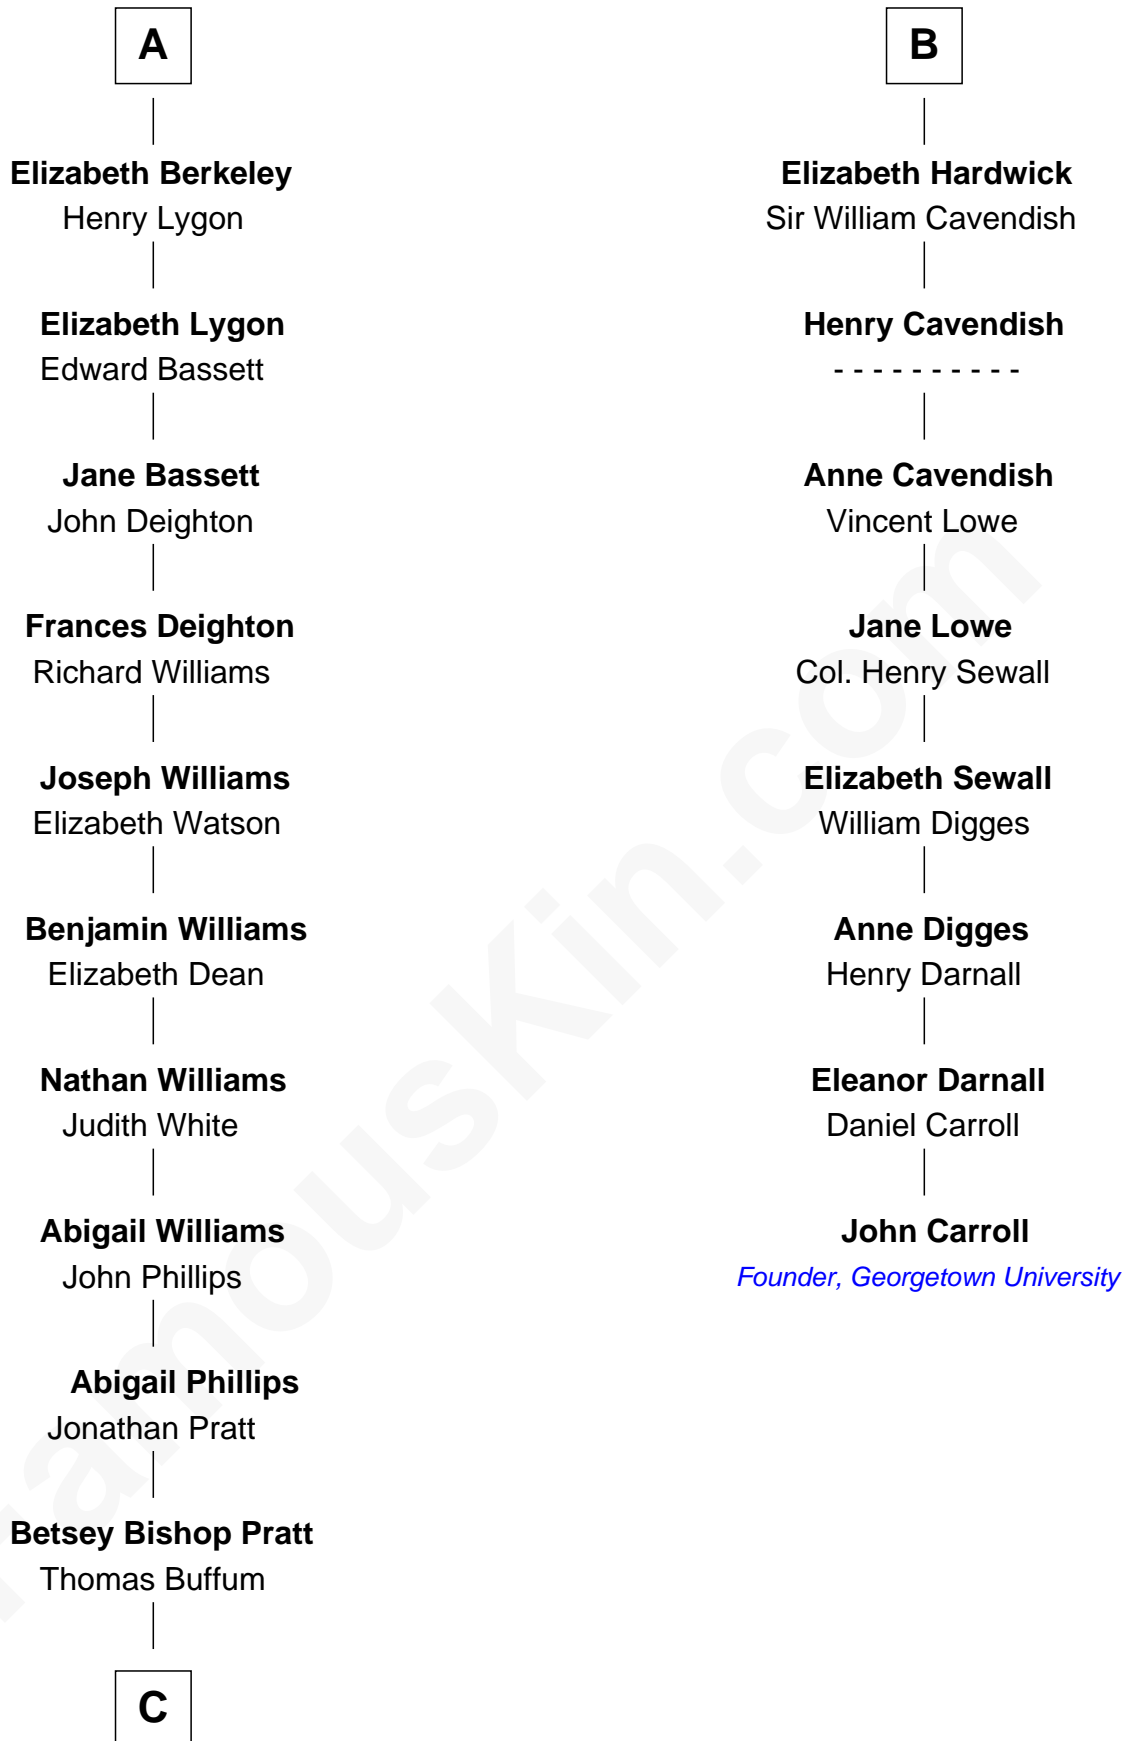 A
Elizabeth Berkeley
Henry Lygon
Elizabeth Lygon
Edward Bassett
Jane Bassett
John Deighton
Frances Deighton
Richard Williams
Joseph Williams
Elizabeth Watson
Benjamin Williams
Elizabeth Dean
Nathan Williams
Judith White
Abigail Williams
John Phillips
Abigail Phillips
Jonathan Pratt
Betsey Bishop Pratt
Thomas Buffum
C
B
Elizabeth Hardwick
Sir William Cavendish
Henry Cavendish
- - - - - - - - - -
Anne Cavendish
Vincent Lowe
Jane Lowe
Col. Henry Sewall
Elizabeth Sewall
William Digges
Anne Digges
Henry Darnall
Eleanor Darnall
Daniel Carroll
John Carroll
Founder, Georgetown University
FamousKin.com